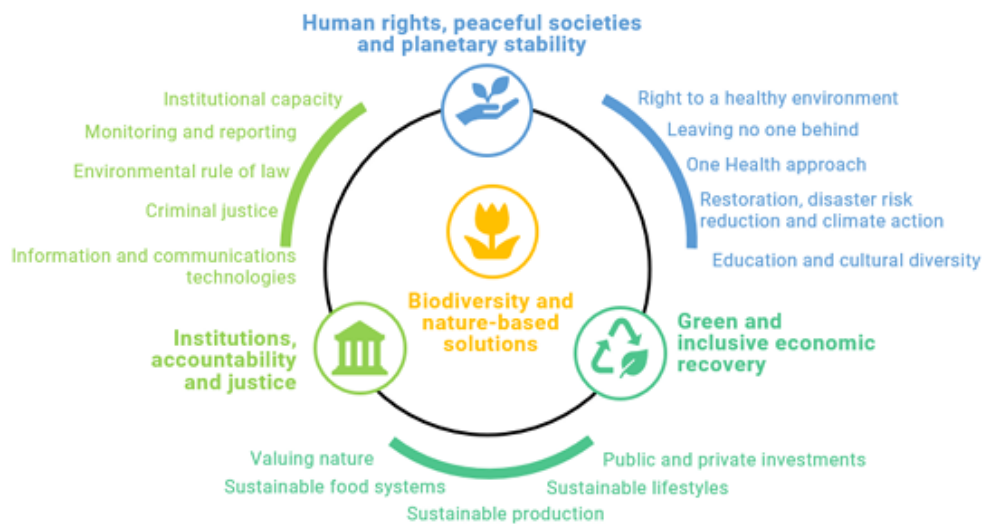 Human rights, peaceful societies
and planetary stability
Institutional capacity
Monitoring and reporting
Environmental rule of law
Criminal justice
Information and communications
technologies
Right to a healthy environment
Leaving no one behind
One Health approach
Restoration, disaster risk
reduction and climate action
Education and cultural diversity
Biodiversity and
nature-based
solutions
Institutions,
accountability
and justice
Green and
inclusive economic
recovery
Valuing nature
Sustainable food systems
Sustainable production
Public and private investments
Sustainable lifestyles